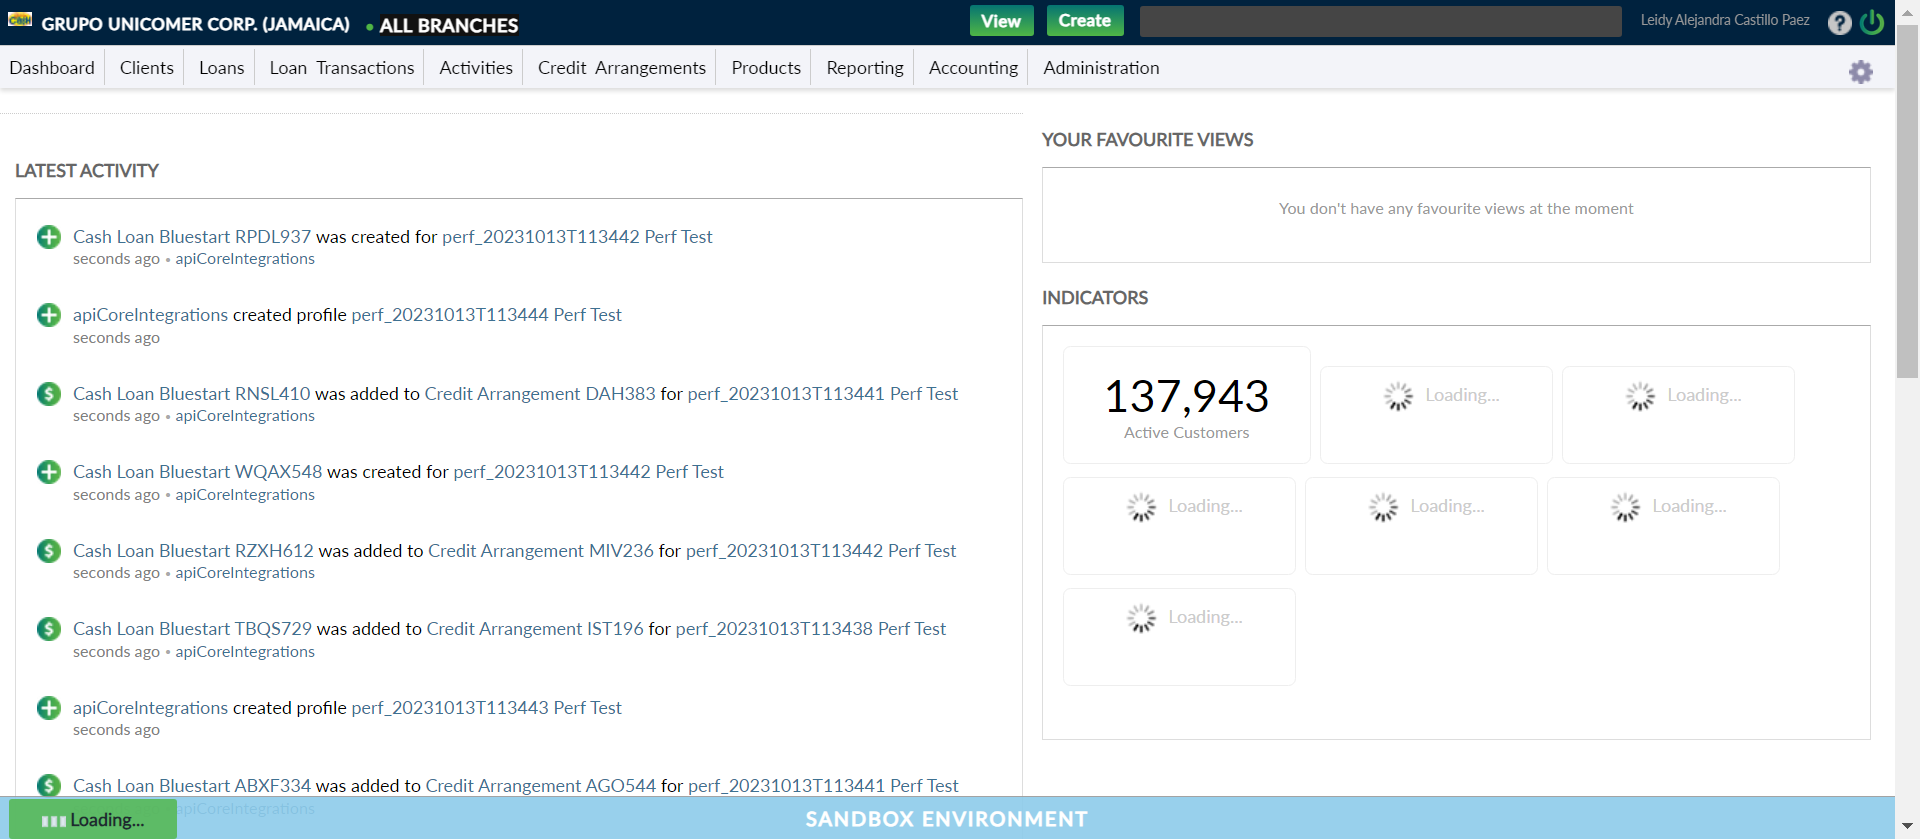 Cash
GRUPO UNICOMER CORP. (JAMAICA) • ALL BRANCHES
View Create
Leidy Alejandra Castillo Paez ?
Dashboard Clients Loans Loan Transactions Activities Credit Arrangements Products Reporting Accounting Administration
LATEST ACTIVITY
Cash Loan Bluestart RPDL937 was created for perf_20231013T113442 Perf Test
seconds ago • apiCoreIntegrations
apiCoreIntegrations created profile perf_20231013T113444 Perf Test
seconds ago
Cash Loan Bluestart RNSL410 was added to Credit Arrangement DAH383 for perf_20231013T113441 Perf Test
seconds ago • apiCoreIntegrations
Cash Loan Bluestart WQAX548 was created for perf_20231013T113442 Perf Test
seconds ago • apiCoreIntegrations
Cash Loan Bluestart RZXH612 was added to Credit Arrangement MIV236 for perf_20231013T113442 Perf Test
seconds ago • apiCoreIntegrations
Cash Loan Bluestart TBQS729 was added to Credit Arrangement IST196 for perf_20231013T113438 Perf Test
seconds ago • apiCoreIntegrations
apiCoreIntegrations created profile perf_20231013T113443 Perf Test
seconds ago
Cash Loan Bluestart ABXF334 was added to Credit Arrangement AGO544 for perf_20231013T113441 Perf Test
apiCoreIntegrations
YOUR FAVOURITE VIEWS
You don't have any favourite views at the moment
INDICATORS
137,943
Active Customers
Loading...
Loading...
Loading...
Loading...
Loading...
Loading...
Loading...
SANDBOX ENVIRONMENT